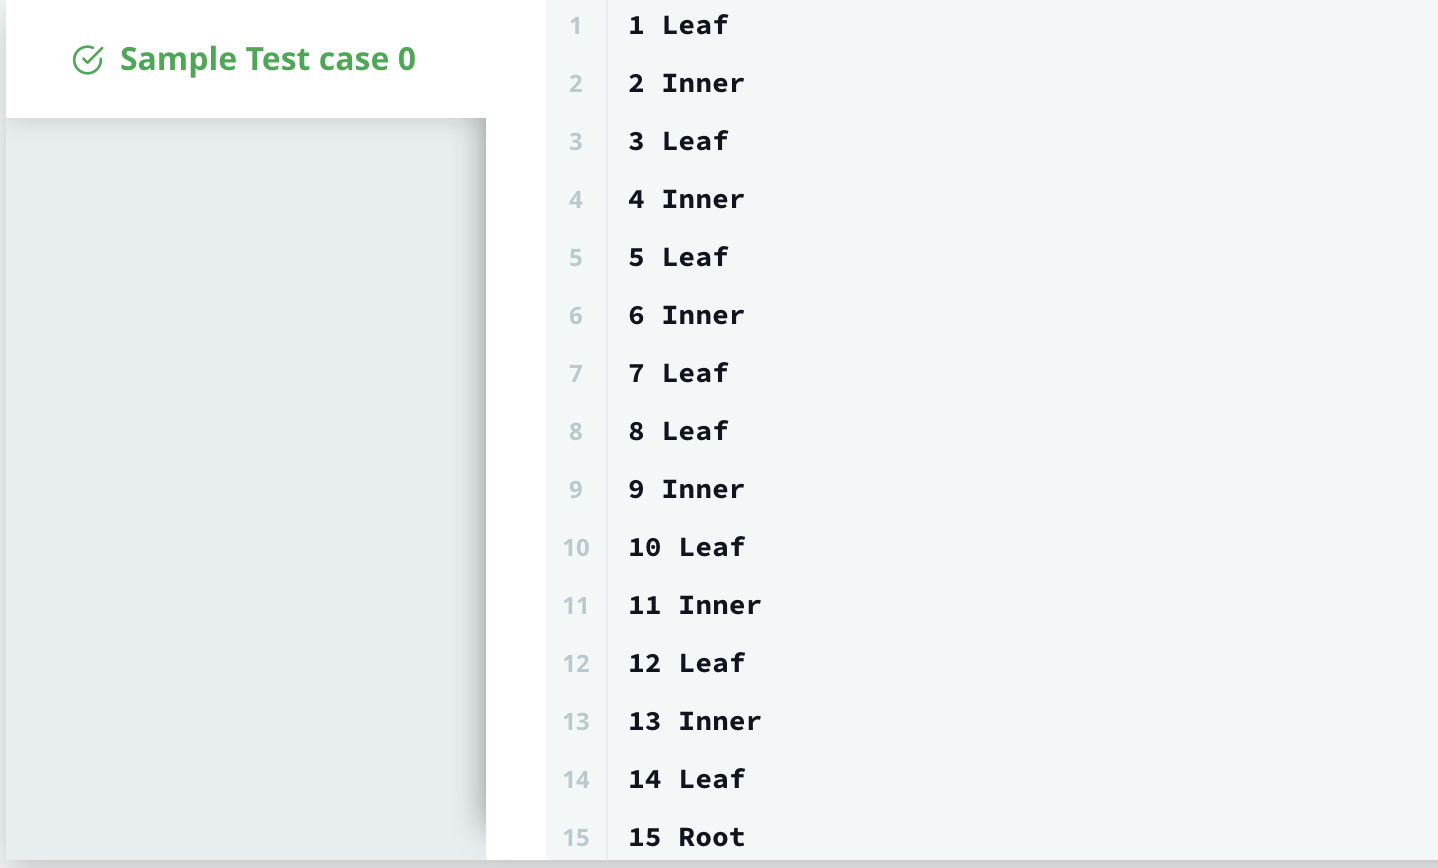 Sample Test case 0
1 1 Leaf
2 2 Inner
3 3 Leaf
4 4 Inner
5 5 Leaf
6 6 Inner
7 7 Leaf
8 8 Leaf
9 9 Inner
10 10 Leaf
11 11 Inner
12 12 Leaf
13 13 Inner
14 14 Leaf
15 15 Root